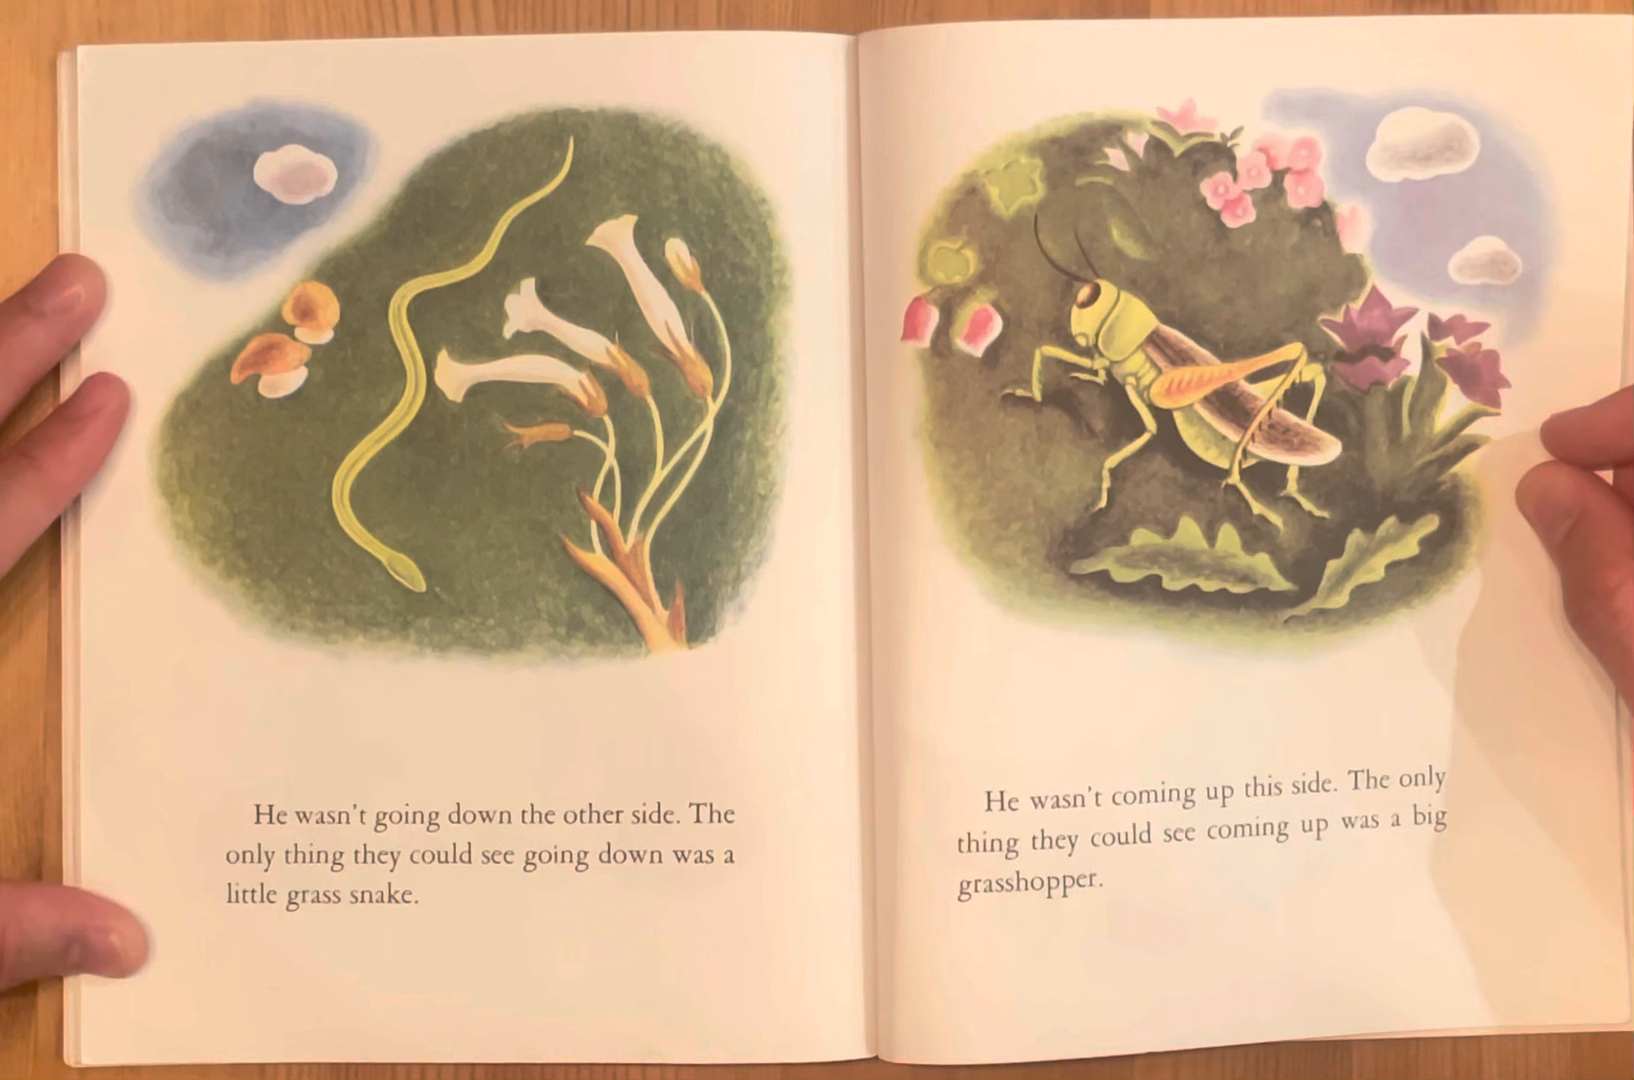 He wasn't going down the other side. The
only thing they could see going down was a
little grass snake.
He wasn't coming up this side. The only
thing they could see coming up was a big
grasshopper.